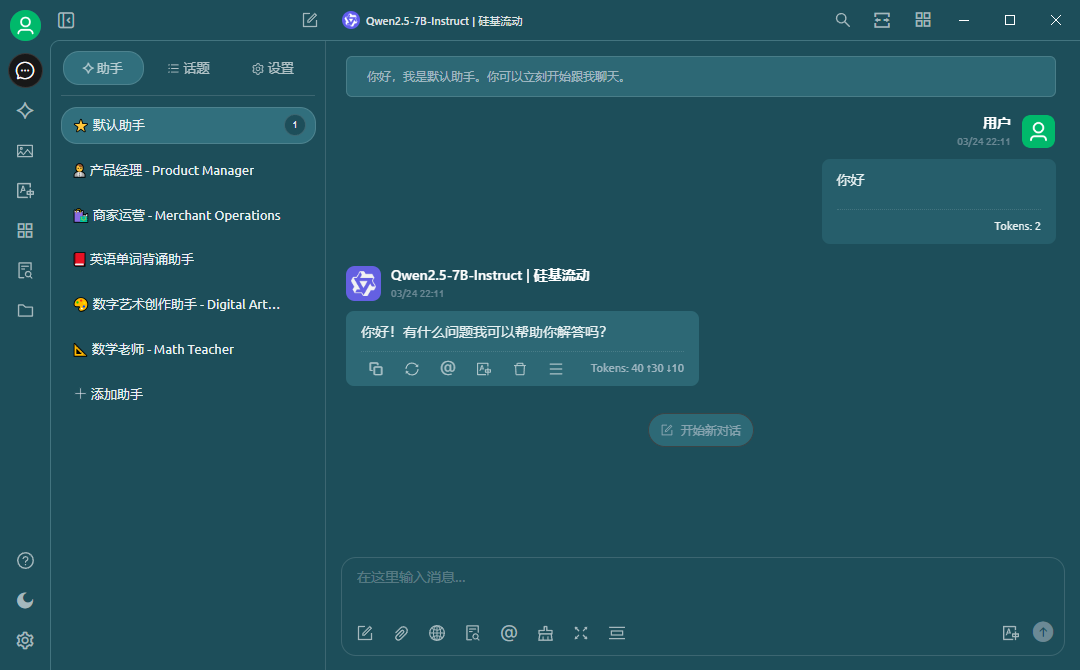 Qwen2.5-7B-Instruct | 硅基流动
助手
话题
设置
默认助手
1
产品经理 - Product Manager
商家运营 - Merchant Operations
英语单词背诵助手
数字艺术创作助手 - Digital Art...
数学老师 - Math Teacher
添加助手
你好，我是默认助手。你可以立刻开始跟我聊天。
用户
03/24 22:11
你好
Tokens: 2
Qwen2.5-7B-Instruct | 硅基流动
03/24 22:11
你好！有什么问题我可以帮助你解答吗？
Tokens: 40 ↑30 ↓10
开始新对话
在这里输入消息...